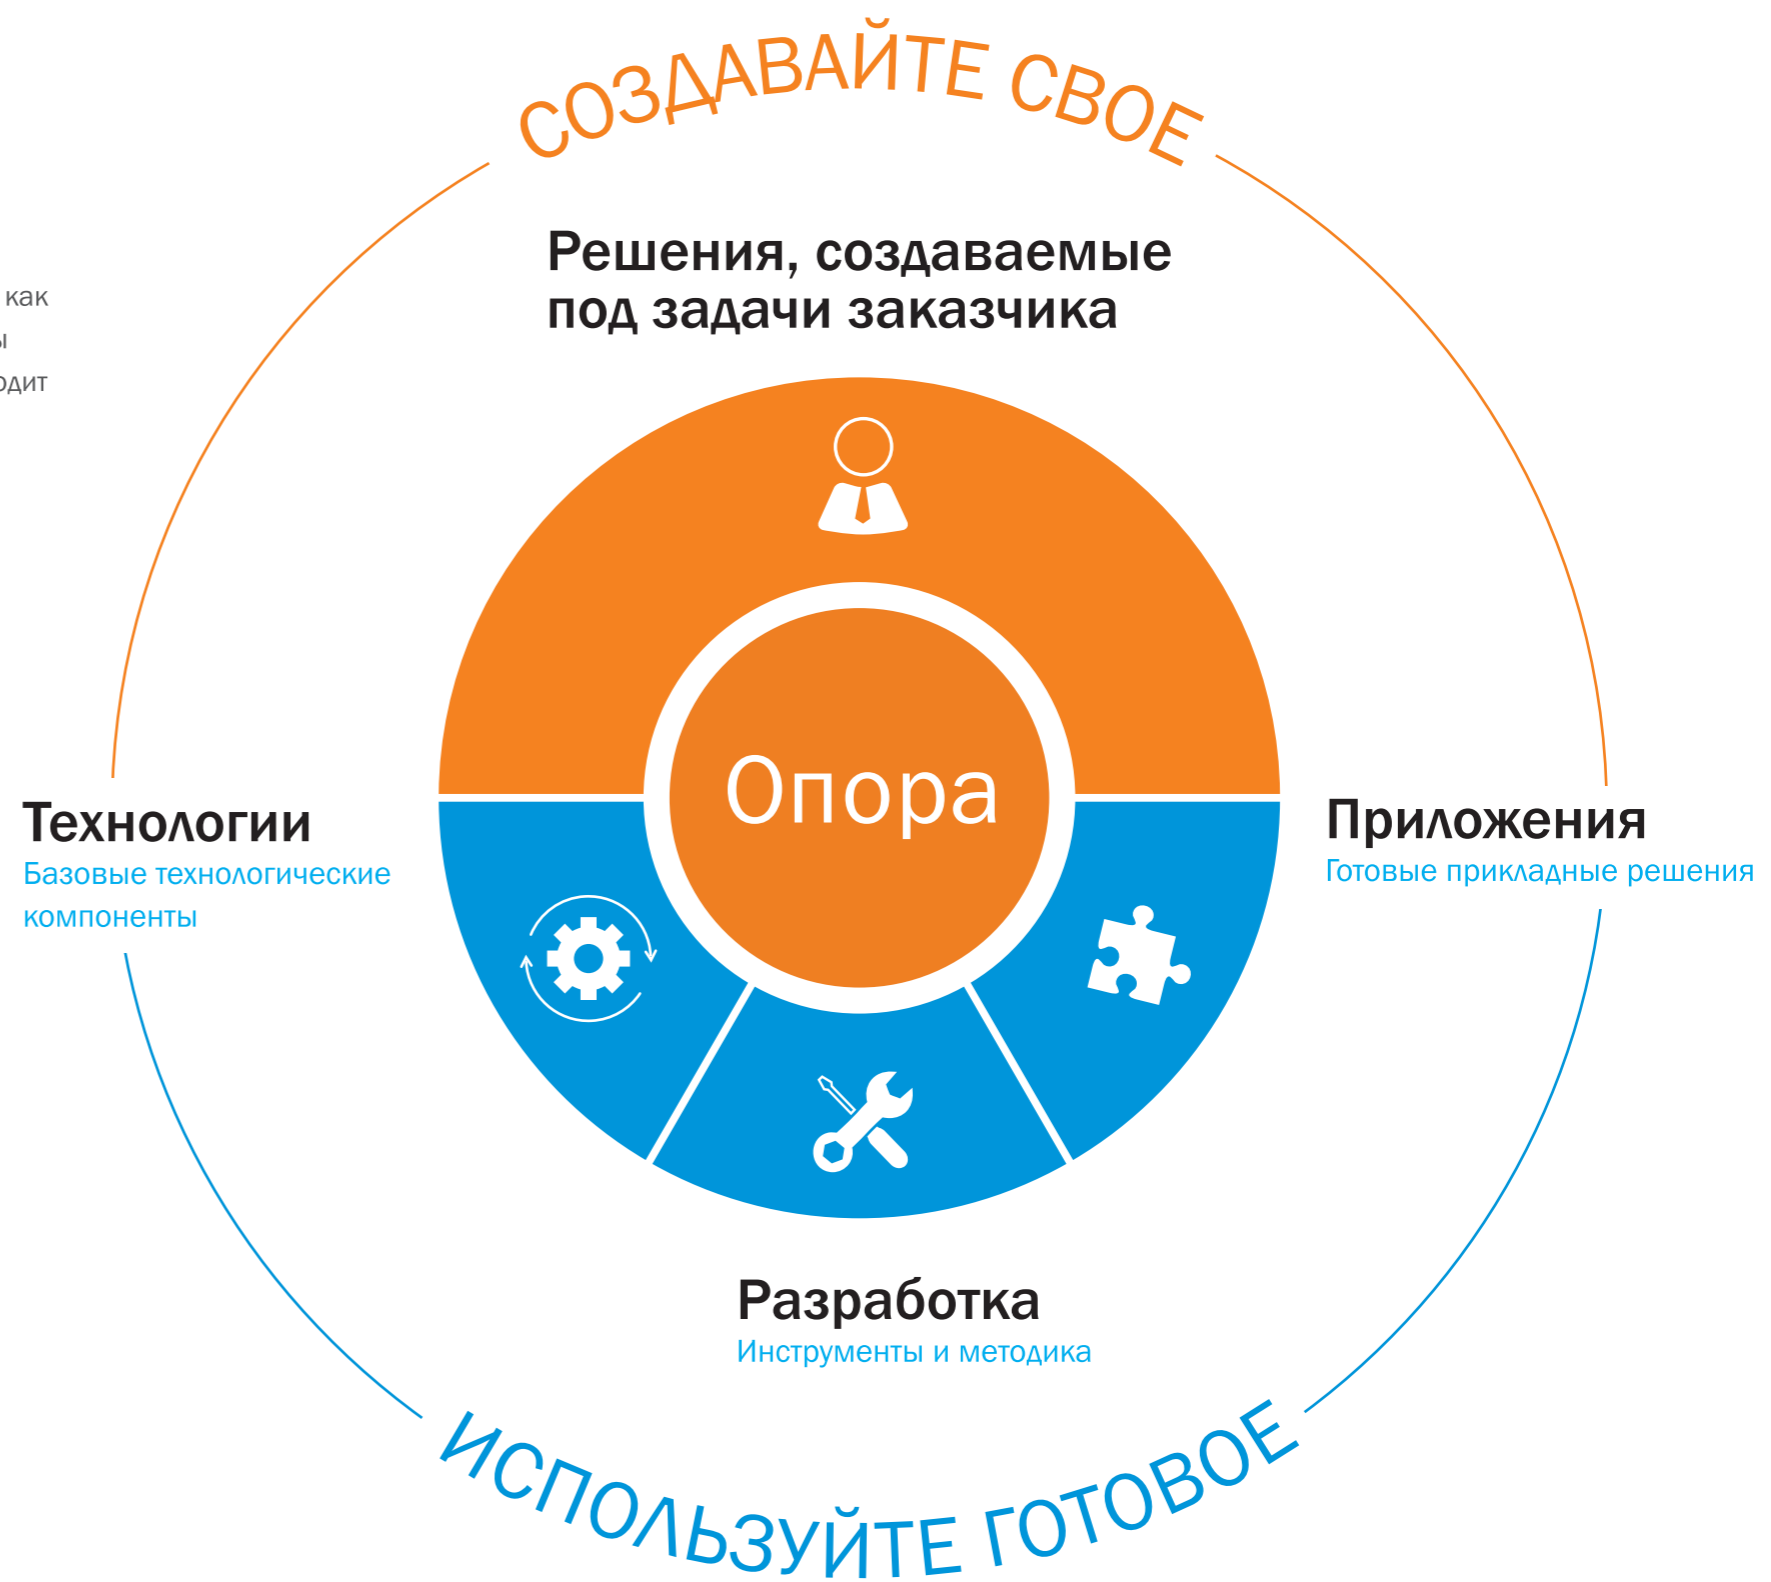 СОЗДАВАЙТЕ СВОЕ
Решения, создаваемые
под задачи заказчика
как
Опора
Технологии
Базовые технологические
компоненты
Приложения
Готовые прикладные решения
Разработка
Инструменты и методика
ИСПОЛЬЗУЙТЕ ГОТОВОЕ